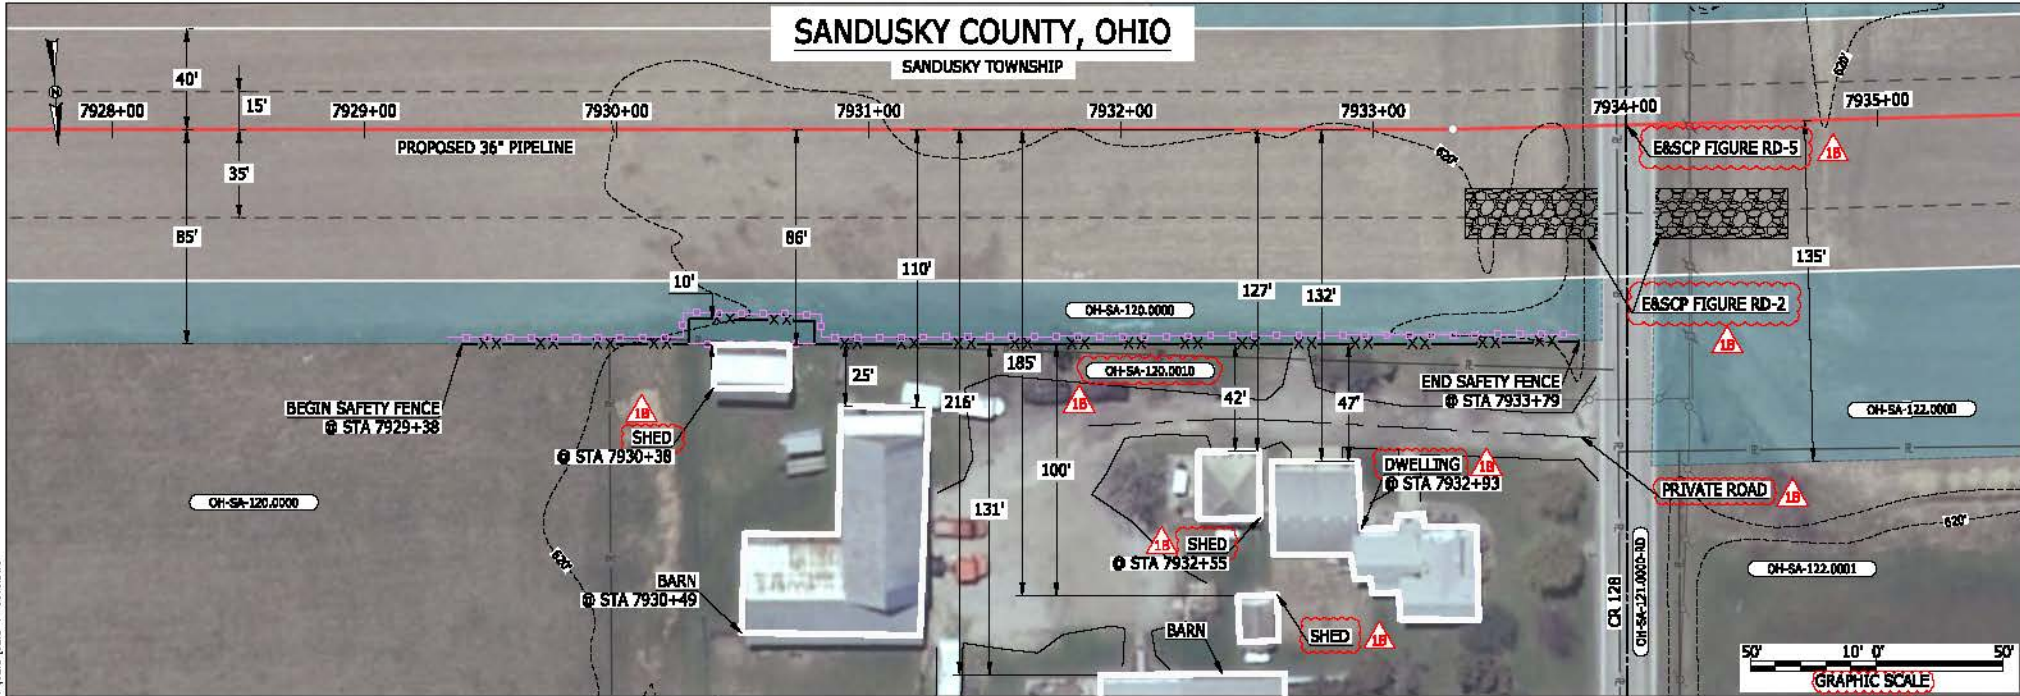 SANDUSKY COUNTY, OHIO
SANDUSKY TOWNSHIP
40'
15'
N
7928+00
7929+00
7930+00
7931+00
7932+00
7933+00
7934+00
7935+00
620'
PROPOSED 36" PIPELINE
620'
E&SCP FIGURE RD-5
1B
35'
85'
86'
110'
10'
127'
132'
135'
OH-SA-120.0000
E&SCP FIGURE RD-2
1B
185'
OH-SA-120.0010
1B
25'
216'
42'
47'
BEGIN SAFETY FENCE
@ STA 7929+38
END SAFETY FENCE
@ STA 7933+79
OH-SA-122.0000
1B
SHED
@ STA 7930+38
100'
DWELLING
1B
@ STA 7932+93
PRIVATE ROAD
1B
OH-SA-120.0000
131'
1B
SHED
@ STA 7932+55
620'
620'
OH-SA-122.0001
BARN
@ STA 7930+49
BARN
SHED
1B
CR 128
OH-SA-121.0000-RD
50' 10' 0' 50'
GRAPHIC SCALE